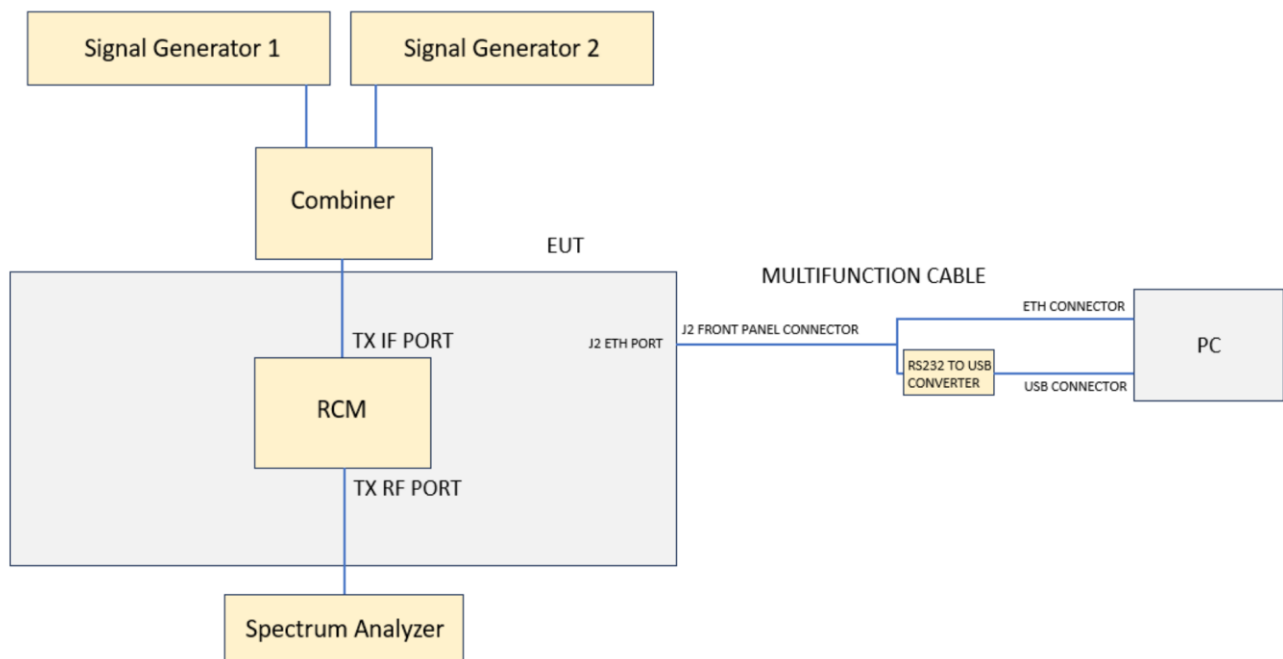 Signal Generator 1
Signal Generator 2
Combiner
EUT
MULTIFUNCTION CABLE
TX IF PORT
J2 ETH PORT
J2 FRONT PANEL CONNECTOR
ETH CONNECTOR
PC
RS232 TO USB
CONVERTER
USB CONNECTOR
RCM
TX RF PORT
Spectrum Analyzer